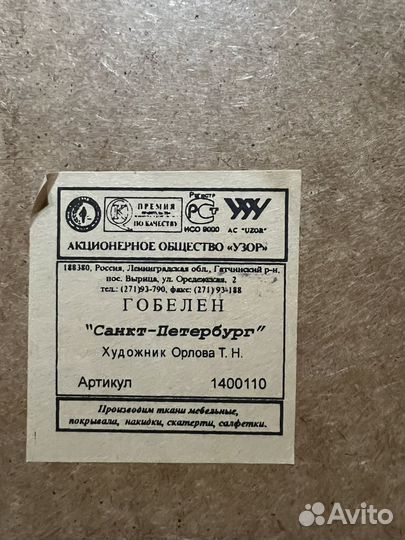 ПРЕМИЯ
ПО КАЧЕСТВУ
Регистр
РСТ
ИСО 9000
АС "UZOR"
АКЦИОНЕРНОЕ ОБЩЕСТВО «УЗОР»
188380, Россия, Ленинградская обл., Гатчинский р-н,
пос. Вырица, ул. Оредежская, 2
тел.: (271)93-790, факс: (271) 93-188
ГОБЕЛЕН
"Санкт-Петербург"
Художник Орлова Т. Н.
Артикул 1400110
Производим ткани мебельные,
покрывала, накидки, скатерти, салфетки.
Avito